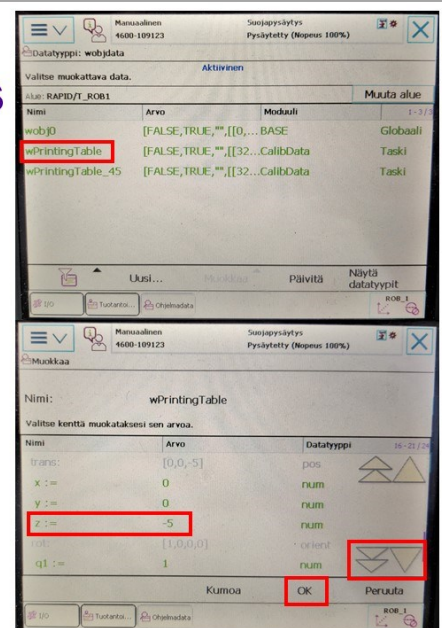 Manuaalinen Suojapysäytys
4600-109123 Pysäytetty (Nopeus 100%)
Datatyyppi: wobjdata
Aktiivinen
Valitse muokattava data.
Alue: RAPID/T_ROB1 Muuta alue
Nimi Arvo Moduuli 1-3/3
wobj0 [FALSE,TRUE,"",[[0,... BASE Globaali
wPrintingTable [FALSE,TRUE,"",[[32... CalibData Taski
wPrintingTable_45 [FALSE,TRUE,"",[[32... CalibData Taski
Uusi... Muokkaa Päivitä Näytä datatyypit
I/O Tuotantoi... Ohjelmadata ROB_1
Manuaalinen Suojapysäytys
4600-109123 Pysäytetty (Nopeus 100%)
Muokkaa
Nimi: wPrintingTable
Valitse kenttä muokataksesi sen arvoa.
Nimi Arvo Datatyyppi 16-21/24
trans: [0,0,-5] pos
x := 0 num
y := 0 num
z := -5 num
rot: [1,0,0,0] orient
q1 := 1 num
Kumoa OK Peruuta
I/O Tuotantoi... Ohjelmadata ROB_1